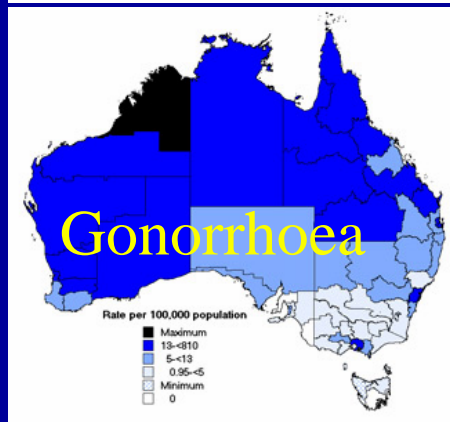 Gonorrhoea
Rate per 100,000 population
Maximum
13-<810
5-<13
0.95-<5
Minimum
0